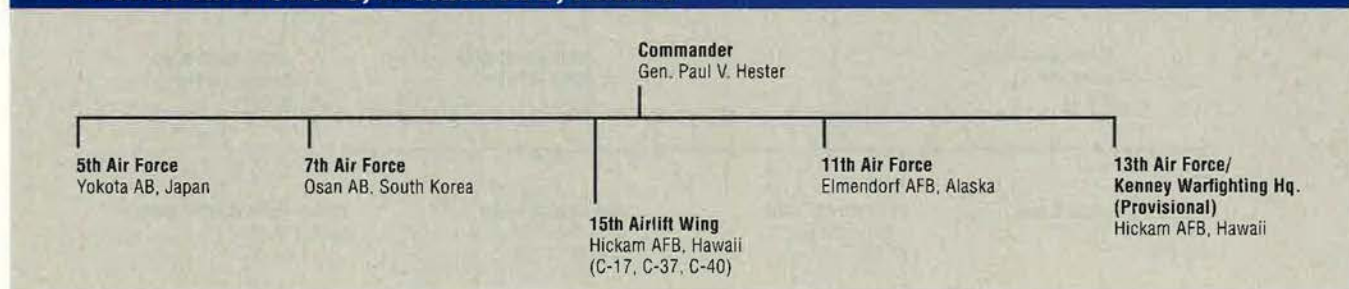 Commander
Gen. Paul V. Hester
5th Air Force
Yokota AB, Japan
7th Air Force
Osan AB. South Korea
15th Airlift Wing
Hickam AFB, Hawaii
(C-17, C-37, C-40)
11th Air Force
Elmendorf AFB, Alaska
13th Air Force/
Kenney Warfighting Hq.
(Provisional)
Hickam AFB, Hawaii